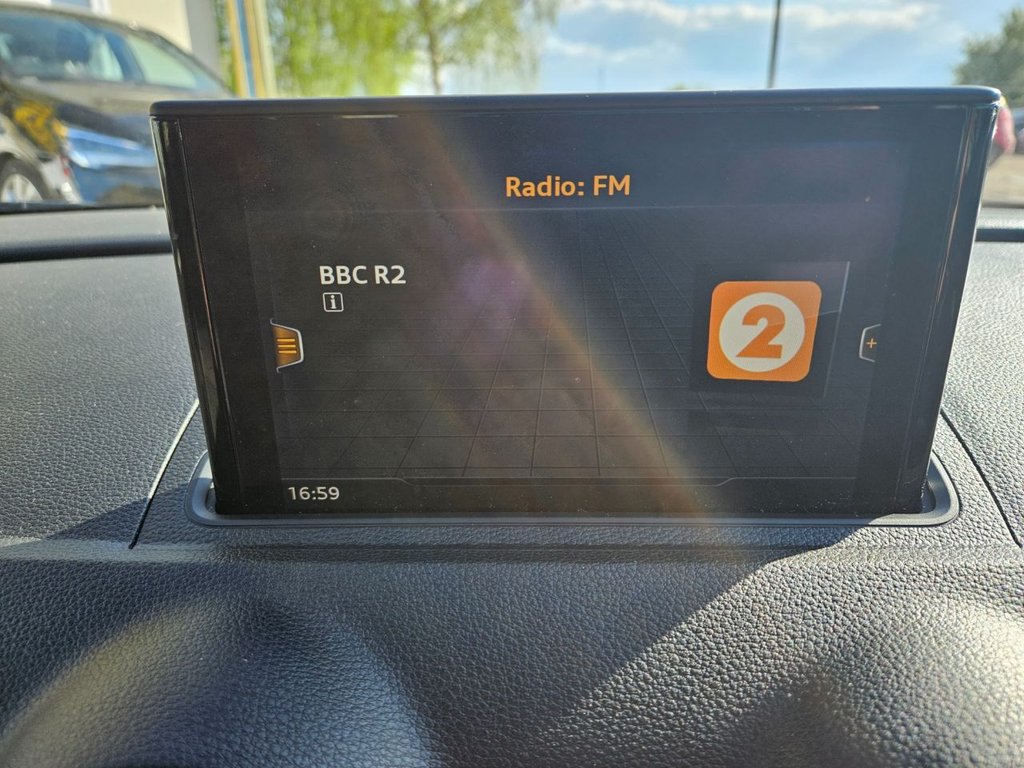 Radio: FM
BBC R2
i
2
+
16:59